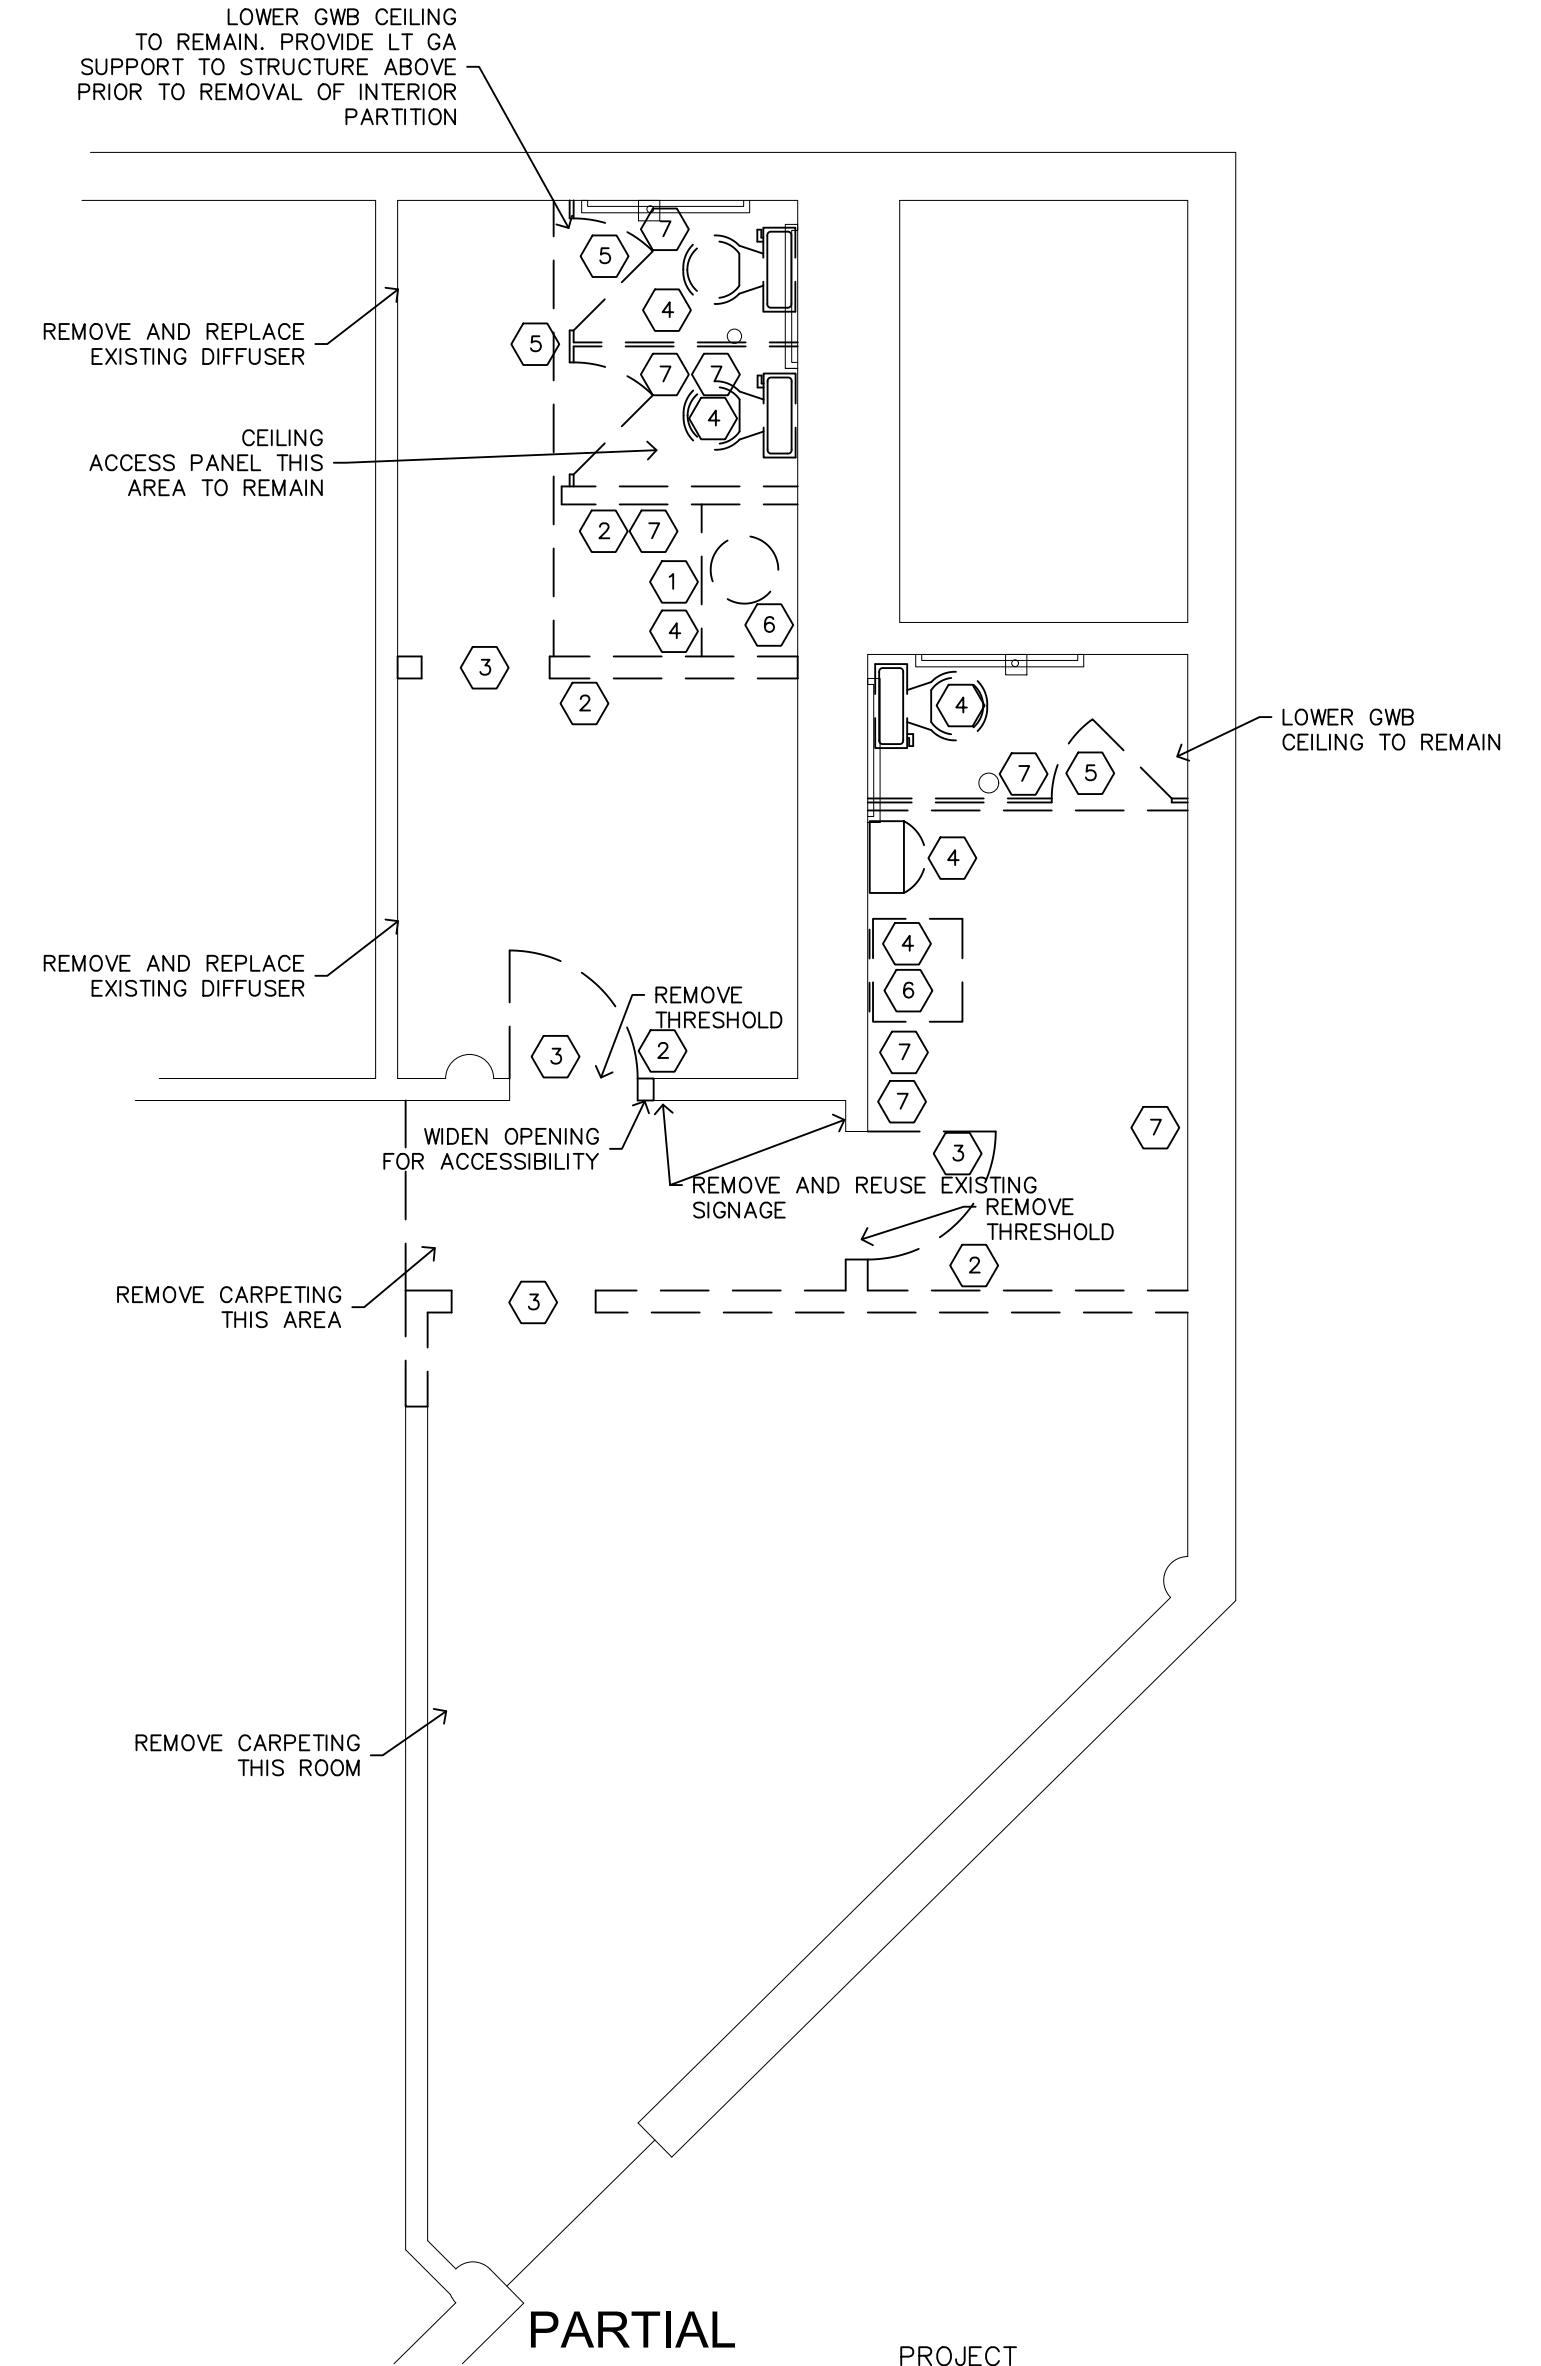 LOWER GWB CEILING
TO REMAIN. PROVIDE LT GA
SUPPORT TO STRUCTURE ABOVE
PRIOR TO REMOVAL OF INTERIOR
PARTITION
7
5
4
REMOVE AND REPLACE
EXISTING DIFFUSER
5
7
7
4
CEILING
ACCESS PANEL THIS
AREA TO REMAIN
2
7
1
4
6
3
2
4
LOWER GWB
CEILING TO REMAIN
7
5
4
4
6
REMOVE AND REPLACE
EXISTING DIFFUSER
REMOVE
THRESHOLD
3
2
7
7
7
WIDEN OPENING
FOR ACCESSIBILITY
3
REMOVE AND REUSE EXISTING
SIGNAGE
REMOVE
THRESHOLD
2
REMOVE CARPETING
THIS AREA
3
REMOVE CARPETING
THIS ROOM
PARTIAL
PROJECT